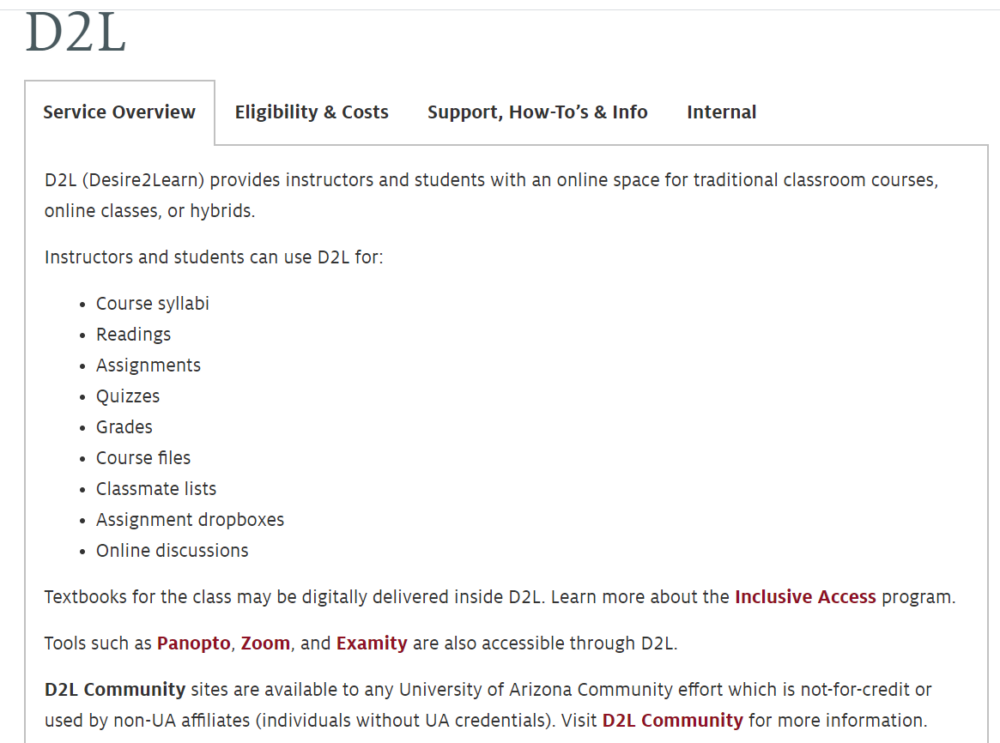 D2L
Service Overview Eligibility & Costs Support, How-To’s & Info Internal
D2L (Desire2Learn) provides instructors and students with an online space for traditional classroom courses,
online classes, or hybrids.
Instructors and students can use D2L for:
• Course syllabi
• Readings
• Assignments
• Quizzes
• Grades
• Course files
• Classmate lists
• Assignment dropboxes
• Online discussions
Textbooks for the class may be digitally delivered inside D2L. Learn more about the Inclusive Access program.
Tools such as Panopto, Zoom, and Examity are also accessible through D2L.
D2L Community sites are available to any University of Arizona Community effort which is not-for-credit or
used by non-UA affiliates (individuals without UA credentials). Visit D2L Community for more information.